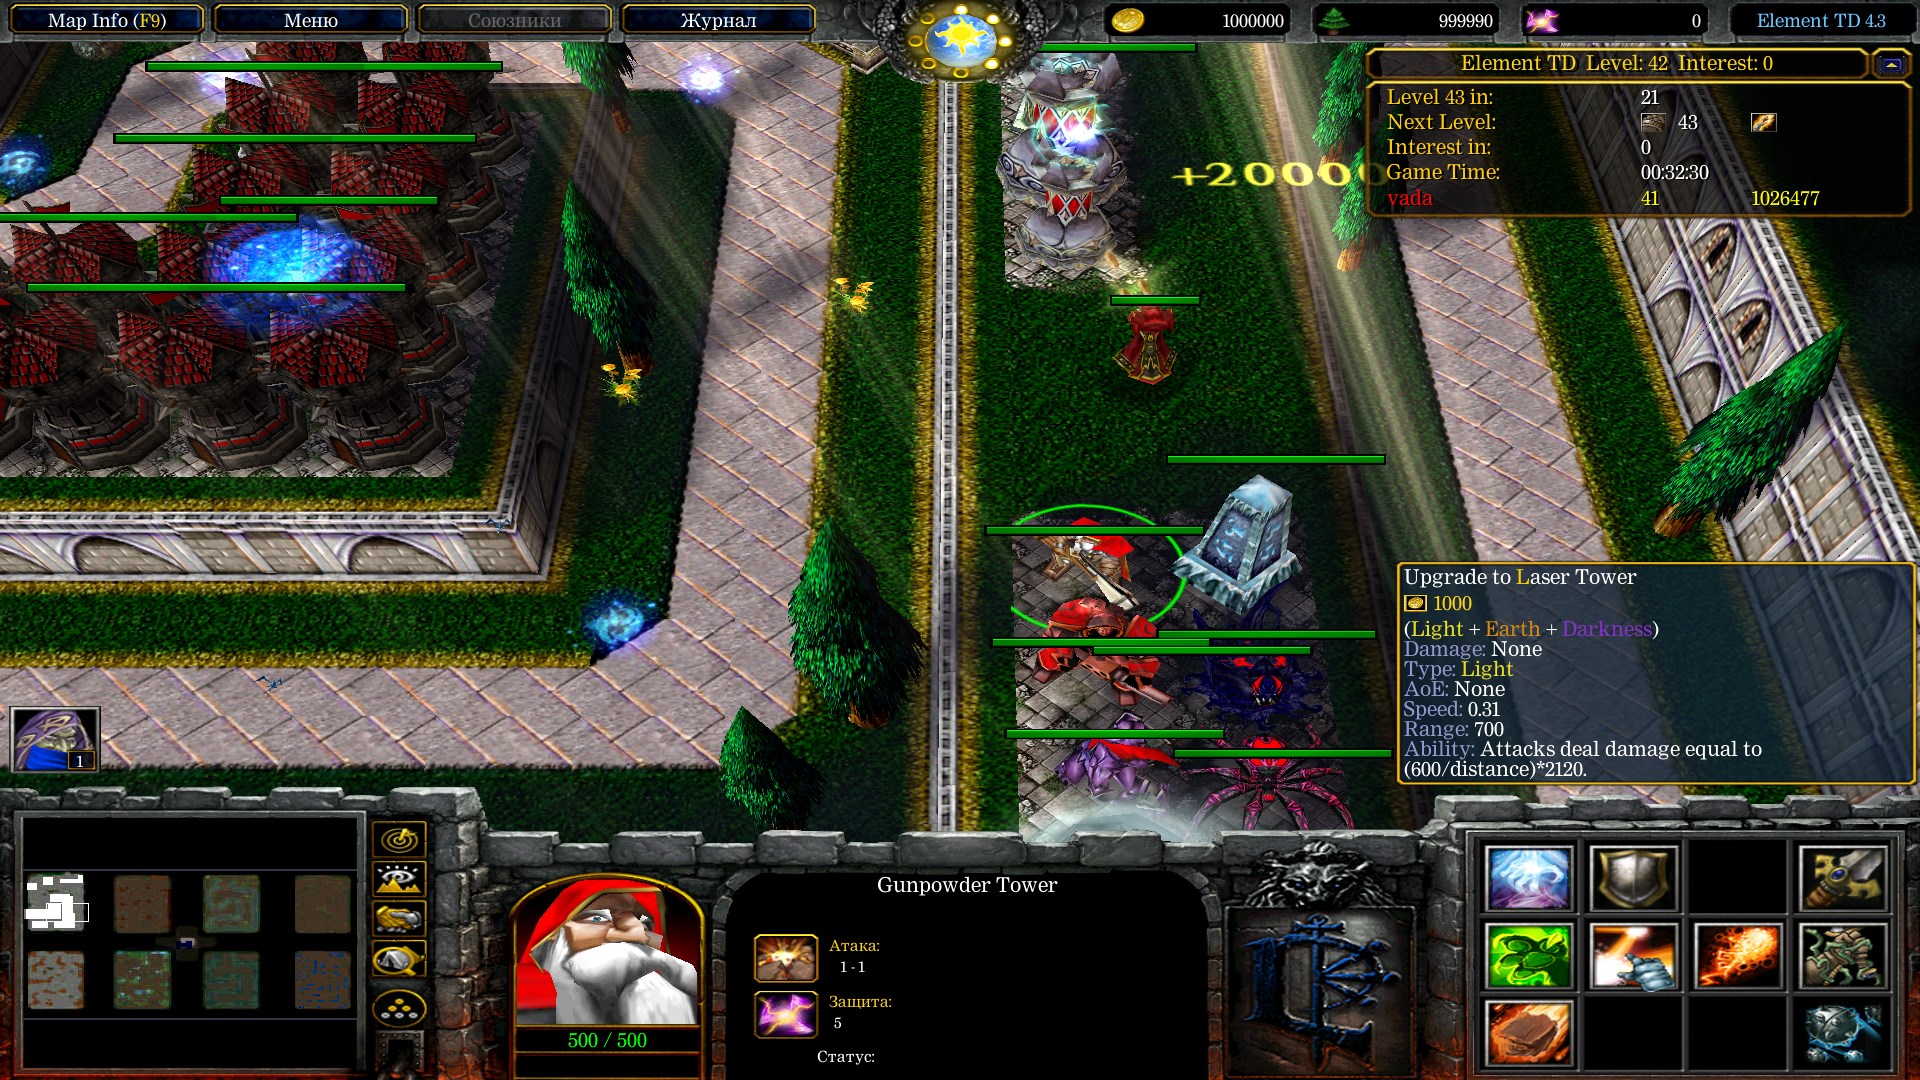 Map Info (F9)
Меню
Союзники
Журнал
1000000
999990
0
Element TD 4.3
Element TD Level: 42 Interest: 0
Level 43 in: 21
Next Level: 43
Interest in: 0
Game Time: 00:32:30
vada 41 1026477
+20000
Upgrade to Laser Tower
1000
(Light + Earth + Darkness)
Damage: None
Type: Light
AoE: None
Speed: 0.31
Range: 700
Ability: Attacks deal damage equal to
(600/distance)*2120.
1
Gunpowder Tower
Атака:
1 - 1
Защита:
5
Статус:
500 / 500